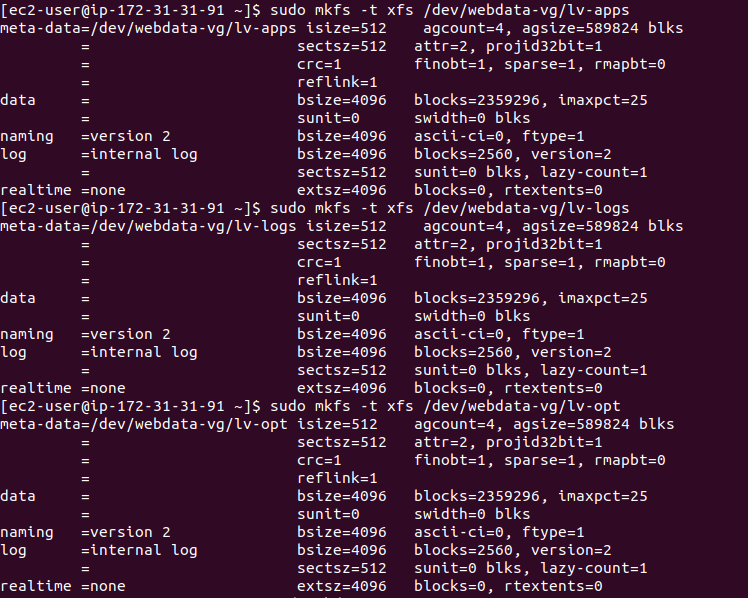 [ec2-user@ip-172-31-31-91 ~]$ sudo mkfs -t xfs /dev/webdata-vg/lv-apps
meta-data=/dev/webdata-vg/lv-apps isize=512    agcount=4, agsize=589824 blks
         =                       sectsz=512   attr=2, projid32bit=1
         =                       crc=1        finobt=1, sparse=1, rmapbt=0
         =                       reflink=1
data     =                       bsize=4096   blocks=2359296, imaxpct=25
         =                       sunit=0      swidth=0 blks
naming   =version 2              bsize=4096   ascii-ci=0, ftype=1
log      =internal log           bsize=4096   blocks=2560, version=2
         =                       sectsz=512   sunit=0 blks, lazy-count=1
realtime =none                   extsz=4096   blocks=0, rtextents=0
[ec2-user@ip-172-31-31-91 ~]$ sudo mkfs -t xfs /dev/webdata-vg/lv-logs
meta-data=/dev/webdata-vg/lv-logs isize=512    agcount=4, agsize=589824 blks
         =                       sectsz=512   attr=2, projid32bit=1
         =                       crc=1        finobt=1, sparse=1, rmapbt=0
         =                       reflink=1
data     =                       bsize=4096   blocks=2359296, imaxpct=25
         =                       sunit=0      swidth=0 blks
naming   =version 2              bsize=4096   ascii-ci=0, ftype=1
log      =internal log           bsize=4096   blocks=2560, version=2
         =                       sectsz=512   sunit=0 blks, lazy-count=1
realtime =none                   extsz=4096   blocks=0, rtextents=0
[ec2-user@ip-172-31-31-91 ~]$ sudo mkfs -t xfs /dev/webdata-vg/lv-opt
meta-data=/dev/webdata-vg/lv-opt isize=512    agcount=4, agsize=589824 blks
         =                       sectsz=512   attr=2, projid32bit=1
         =                       crc=1        finobt=1, sparse=1, rmapbt=0
         =                       reflink=1
data     =                       bsize=4096   blocks=2359296, imaxpct=25
         =                       sunit=0      swidth=0 blks
naming   =version 2              bsize=4096   ascii-ci=0, ftype=1
log      =internal log           bsize=4096   blocks=2560, version=2
         =                       sectsz=512   sunit=0 blks, lazy-count=1
realtime =none                   extsz=4096   blocks=0, rtextents=0